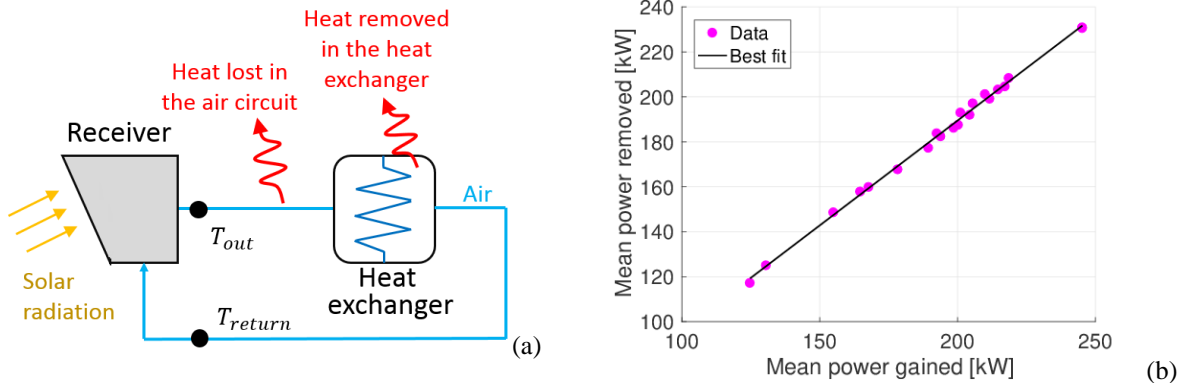 Heat removed
in the heat
exchanger
Heat lost in
the air circuit
Receiver
Air
T_out
Solar
radiation
Heat
exchanger
T_return
(a)
Mean power removed [kW]
240
220
200
180
160
140
120
100
Data
Best fit
100 150 200 250
Mean power gained [kW]
(b)